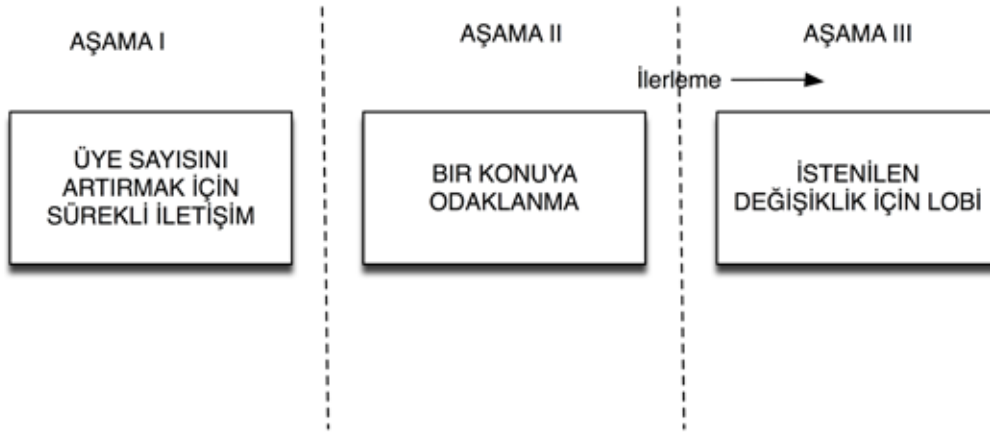 AŞAMA I
AŞAMA II
AŞAMA III
İlerleme
ÜYE SAYISINI
ARTIRMAK İÇİN
SÜREKLİ İLETİŞİM
BIR KONUYA
ODAKLANMA
İSTENİLEN
DEĞİŞİKLİK İÇİN LOBİ